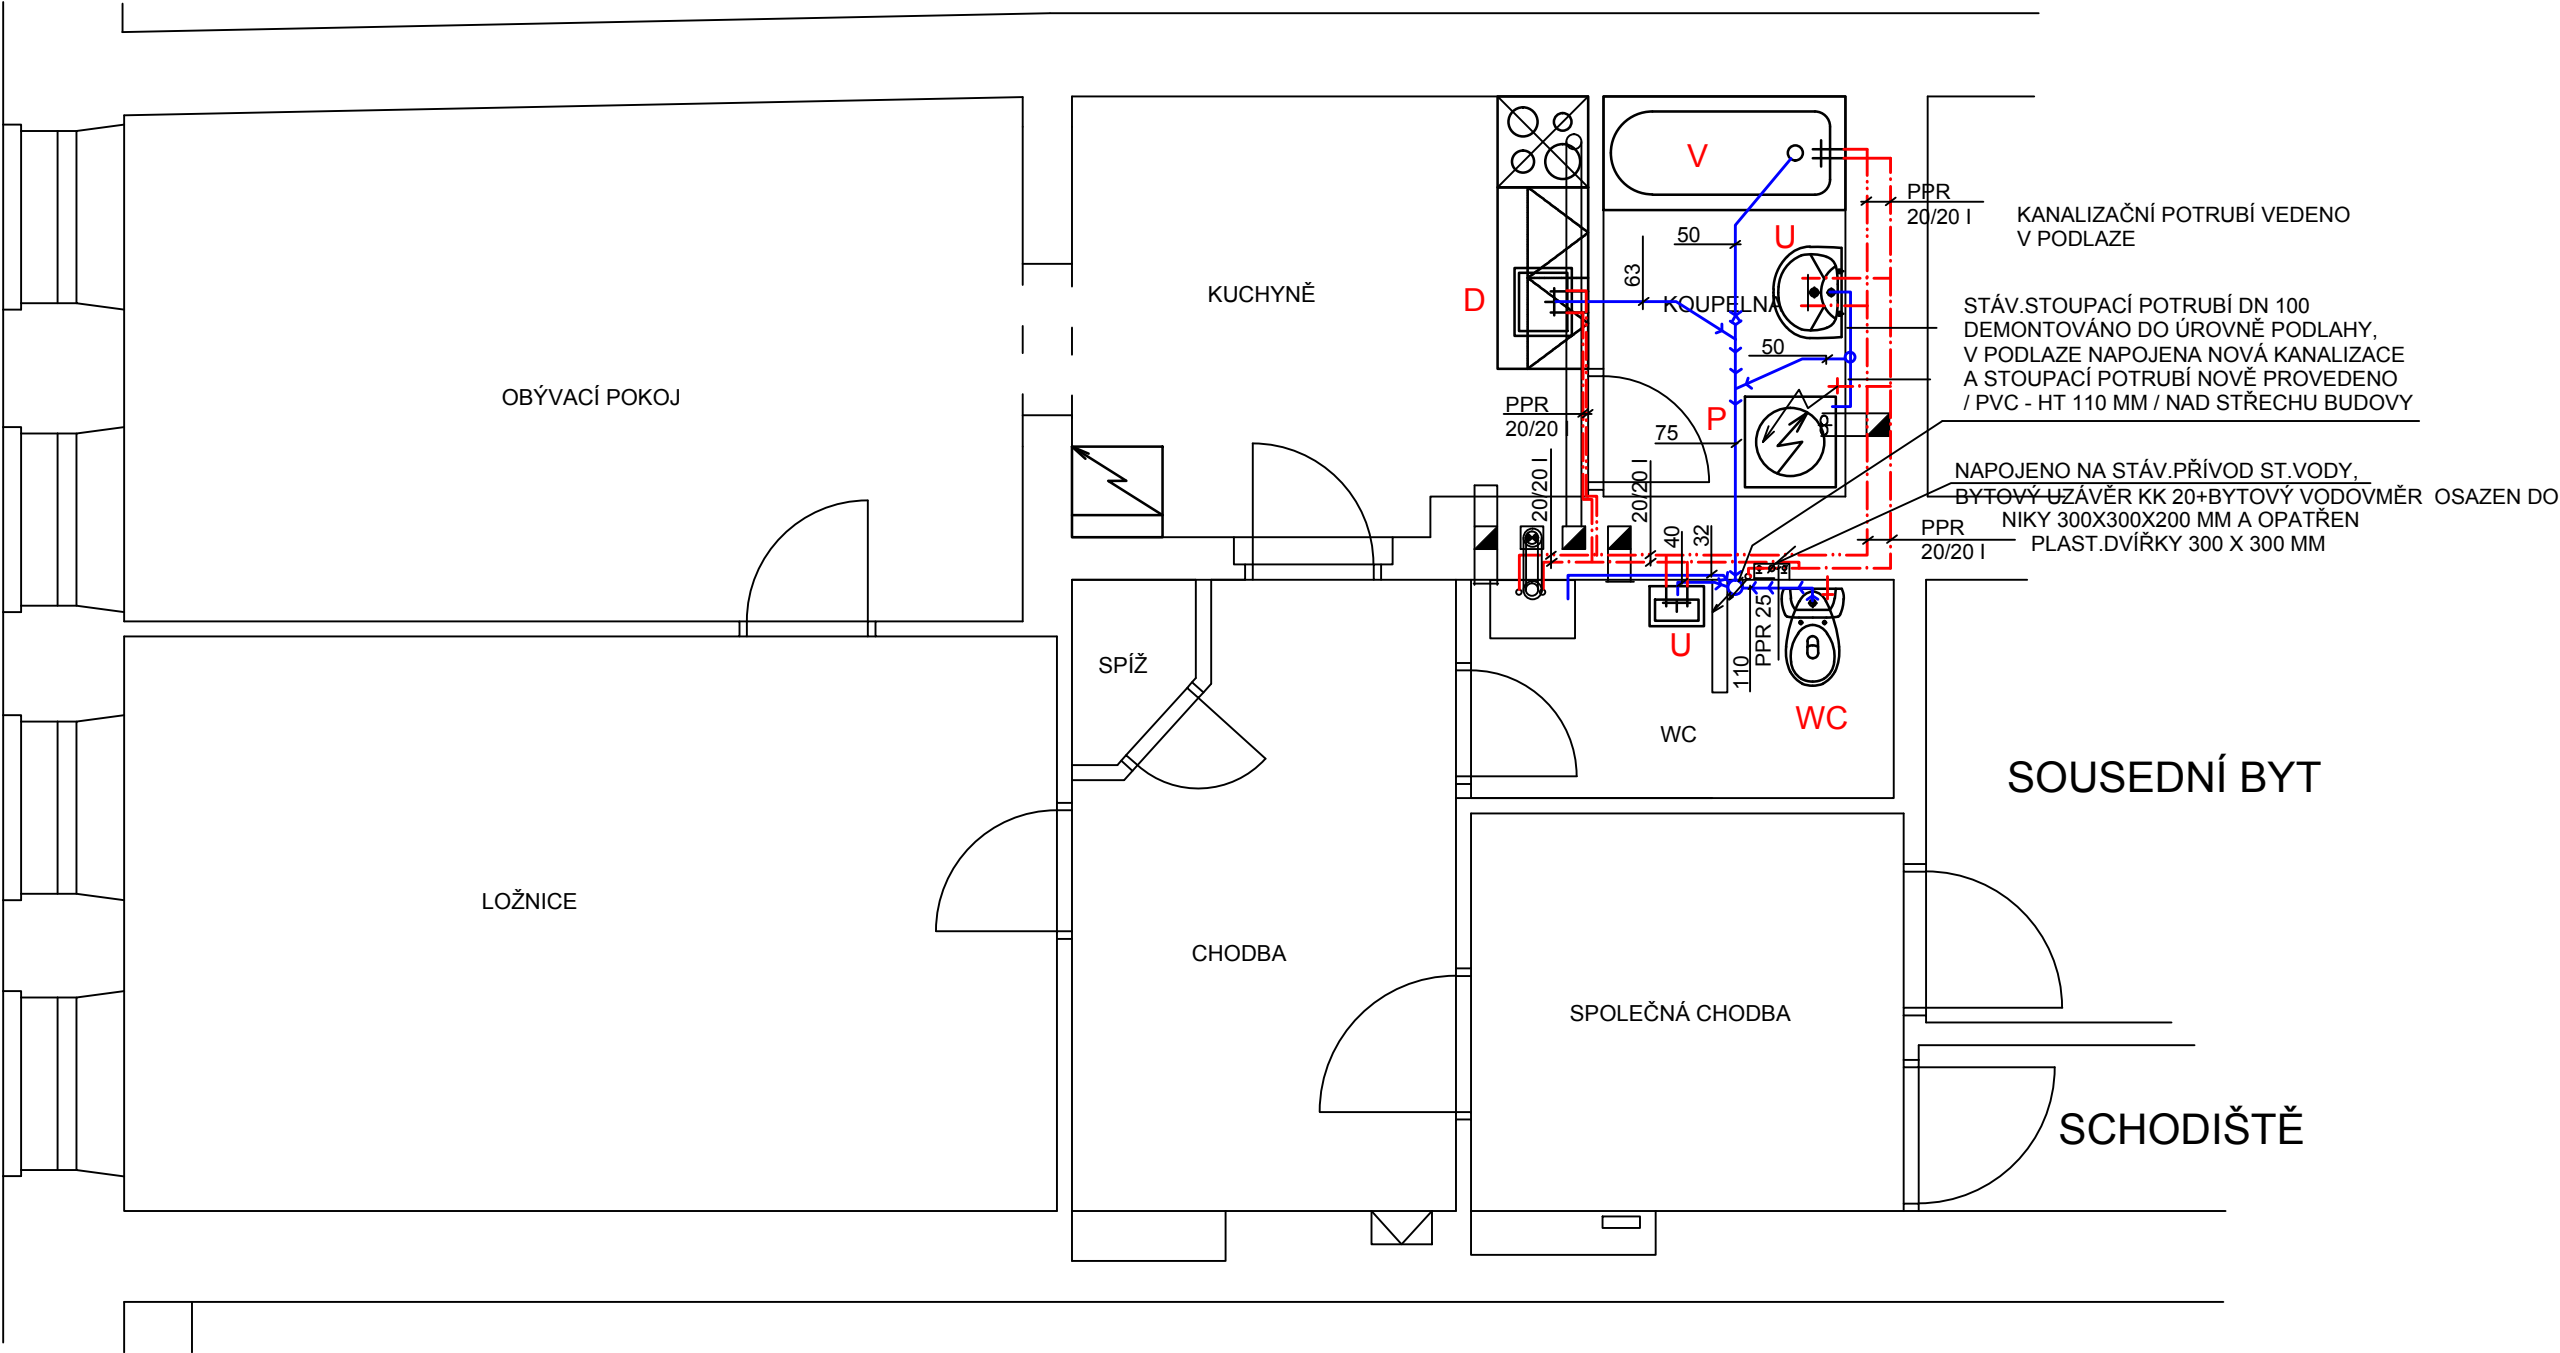 V
PPR
20/20 I
KANALIZAČNÍ POTRUBÍ VEDENO
V PODLAZE
50
U
63
KUCHYNĚ
D
KOUPELNA
STÁV.STOUPACÍ POTRUBÍ DN 100
DEMONTOVÁNO DO ÚROVNĚ PODLAHY,
V PODLAZE NAPOJENA NOVÁ KANALIZACE
A STOUPACÍ POTRUBÍ NOVĚ PROVEDENO
/ PVC - HT 110 MM / NAD STŘECHU BUDOVY
50
OBÝVACÍ POKOJ
PPR
20/20 I
P
75
20/20 I
20/20 I
40
32
NAPOJENO NA STÁV.PŘÍVOD ST.VODY,
BYTOVÝ UZÁVĚR KK 20+BYTOVÝ VODOVMĚR OSAZEN DO
NIKY 300X300X200 MM A OPATŘEN
PLAST.DVÍŘKY 300 X 300 MM
PPR
20/20 I
SPÍŽ
U
110
PPR 25
WC
WC
SOUSEDNÍ BYT
LOŽNICE
CHODBA
SPOLEČNÁ CHODBA
SCHODIŠTĚ